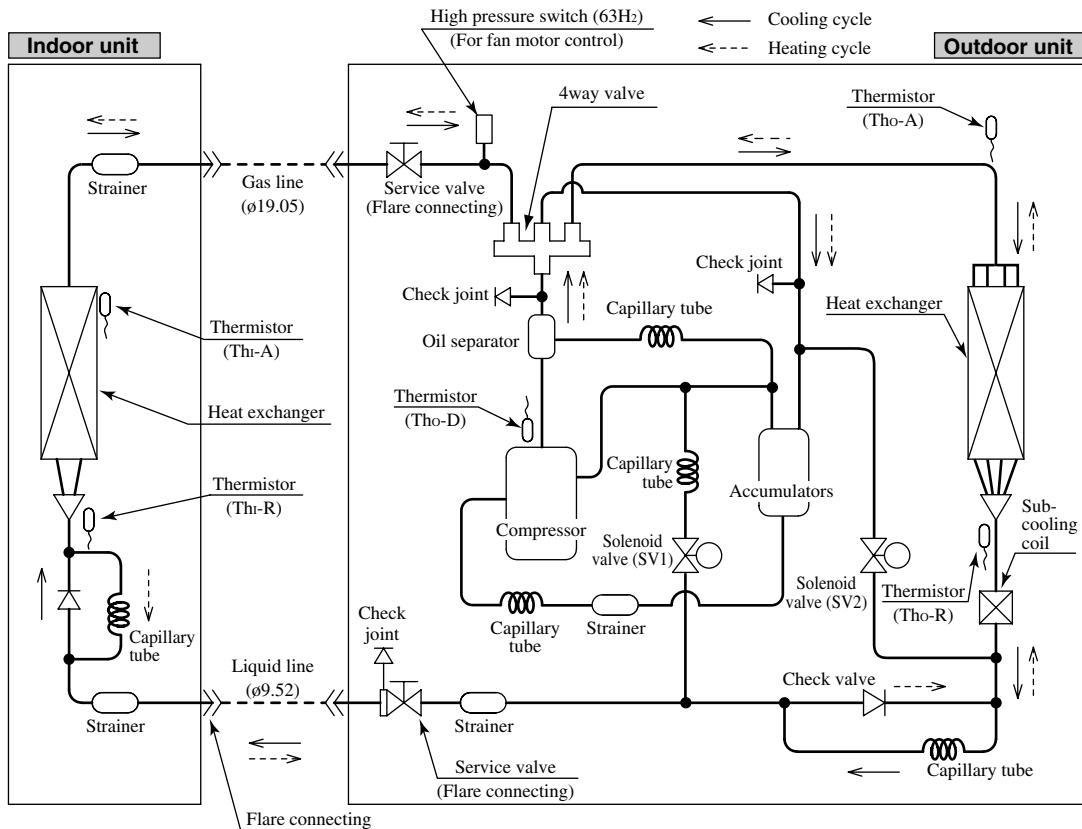 High pressure switch (63H2)
(For fan motor control)
Cooling cycle
Heating cycle
Indoor unit
Outdoor unit
4way valve
Thermistor
(Tho-A)
Strainer
Gas line
(ø19.05)
Service valve
(Flare connecting)
Check joint
Check joint
Capillary tube
Heat exchanger
Oil separator
Thermistor
(ThI-A)
Thermistor
(Tho-D)
Heat exchanger
Capillary
tube
Accumulators
Thermistor
(ThI-R)
Compressor
Sub-
cooling
coil
Solenoid
valve (SV1)
Solenoid
valve (SV2)
Thermistor
(Tho-R)
Capillary
tube
Check
joint
Capillary
tube
Strainer
Liquid line
(ø9.52)
Check valve
Strainer
Strainer
Service valve
(Flare connecting)
Capillary tube
Flare connecting